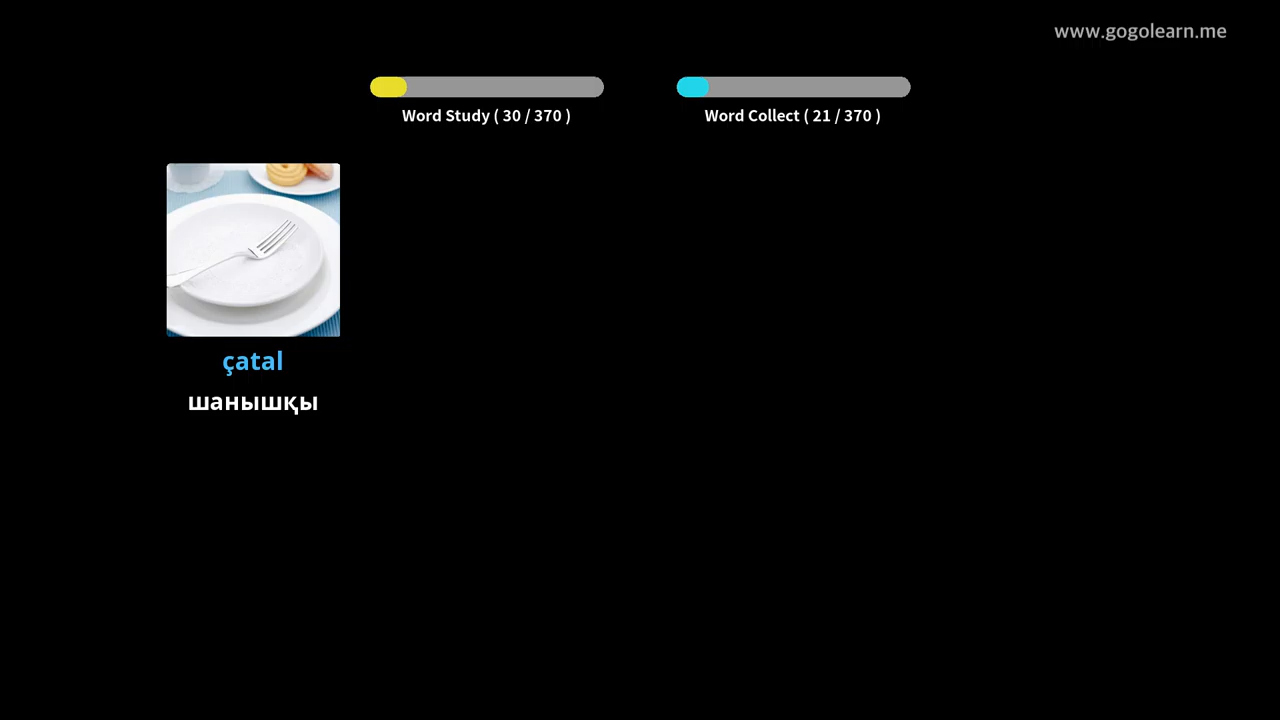 www.gogolearn.me
Word Study ( 30 / 370 )
Word Collect ( 21 / 370 )
çatal
шанышқы